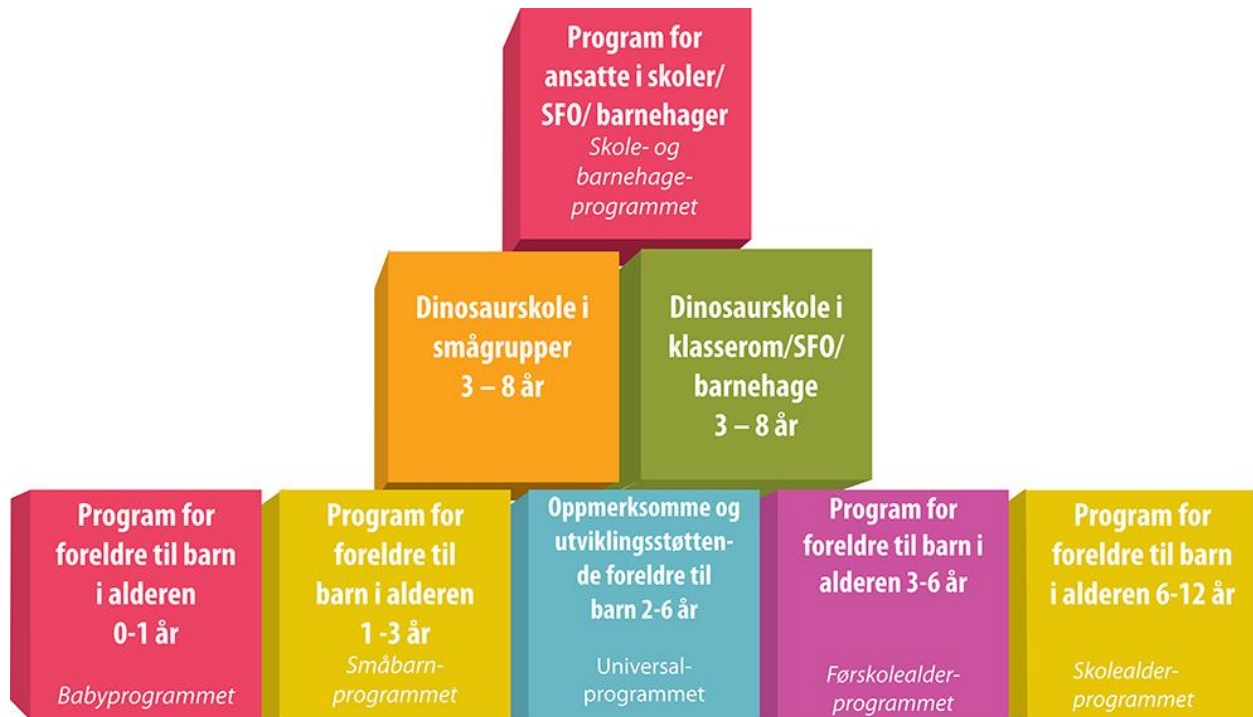 Program for
ansatte i skoler/
SFO/ barnehager
Skole- og
barnehage-
programmet
Dinosaurskole i
smågrupper
3 – 8 år
Dinosaurskole i
klasserom/SFO/
barnehage
3 – 8 år
Program for
foreldre til barn
i alderen
0-1 år
Babyprogrammet
Program for
foreldre til
barn i alderen
1 -3 år
Småbarn-
programmet
Oppmerksomme og
utviklingsstøtten-
de foreldre til
barn 2-6 år
Universal-
programmet
Program for
foreldre til barn i
alderen 3-6 år
Førskolealder-
programmet
Program for
foreldre til barn
i alderen 6-12 år
Skolealder-
programmet